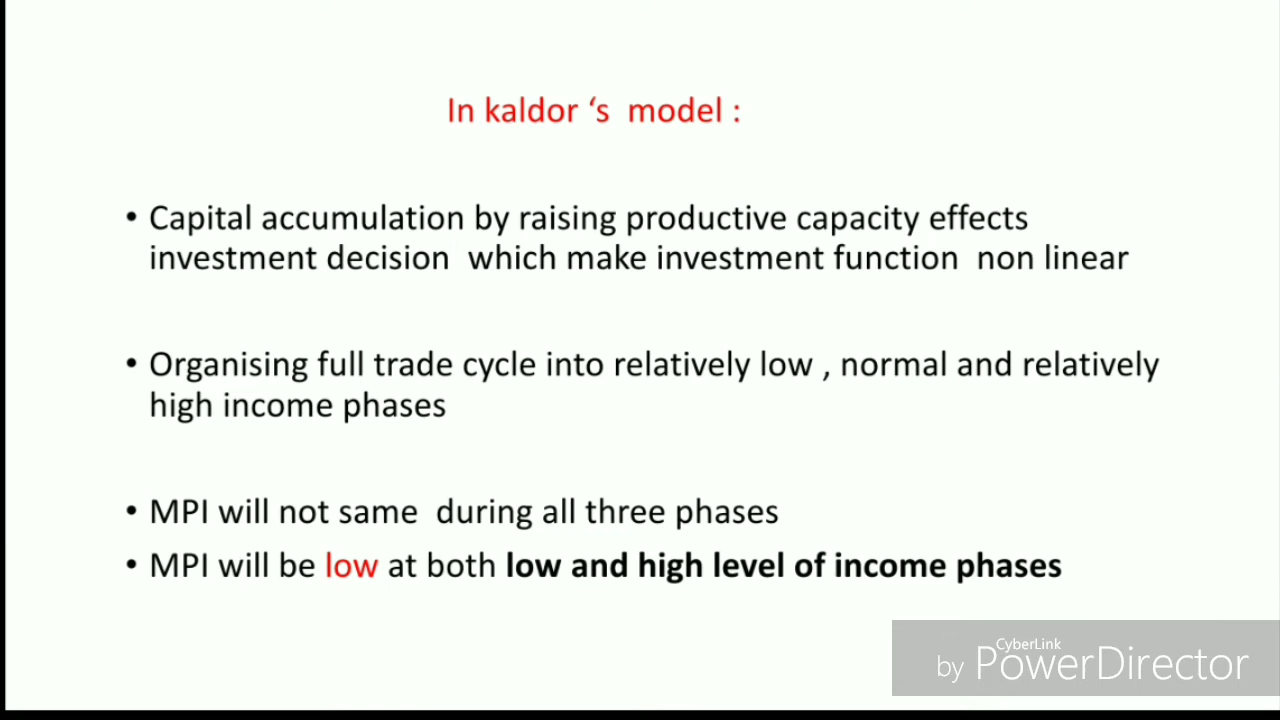 In kaldor ‘s  model :
• Capital accumulation by raising productive capacity effects
investment decision  which make investment function  non linear
• Organising full trade cycle into relatively low , normal and relatively
high income phases
• MPI will not same  during all three phases
• MPI will be low at both low and high level of income phases
CyberLink
by PowerDirector